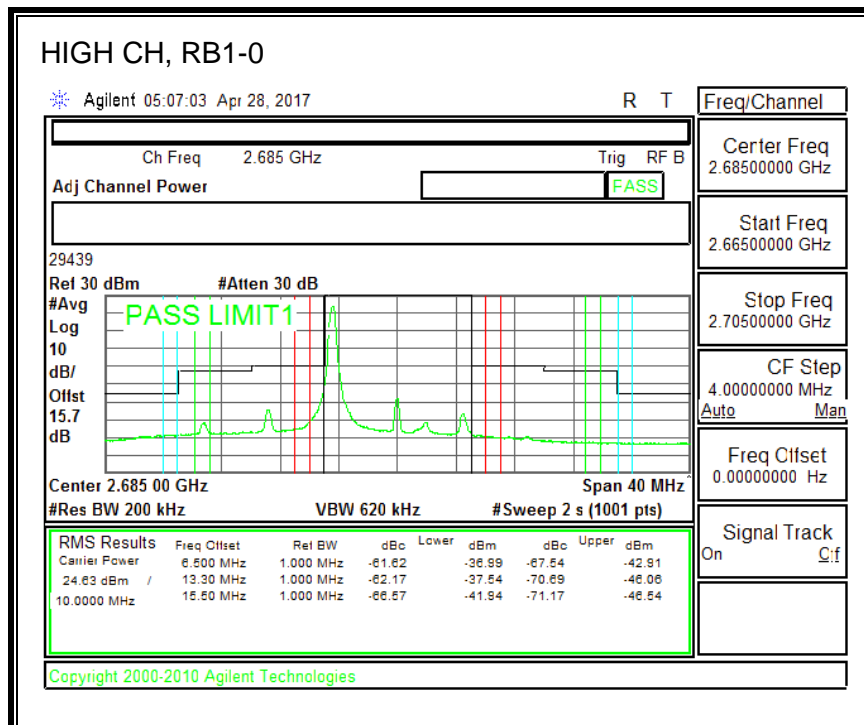 HIGH CH, RB1-0
Agilent 05:07:03 Apr 28, 2017 R T
Freq/Channel
Ch Freq 2.685 GHz Trig RF B
Adj Channel Power PASS
29439
Ref 30 dBm #Atten 30 dB
#Avg
Log
10
dB/
Offst
15.7
dB
PASS LIMIT1
Center 2.685 00 GHz Span 40 MHz
#Res BW 200 kHz VBW 620 kHz #Sweep 2 s (1001 pts)
RMS Results Freq Offset Ref BW dBc Lower dBm dBc Upper dBm
Carrier Power 6.500 MHz 1.000 MHz -61.62 -36.99 -67.54 -42.91
24.63 dBm / 13.30 MHz 1.000 MHz -62.17 -37.54 -70.69 -46.06
10.0000 MHz 15.50 MHz 1.000 MHz -66.57 -41.94 -71.17 -46.54
Center Freq
2.68500000 GHz
Start Freq
2.66500000 GHz
Stop Freq
2.70500000 GHz
CF Step
4.00000000 MHz
Auto Man
Freq Offset
0.00000000 Hz
Signal Track
On Off
Copyright 2000-2010 Agilent Technologies